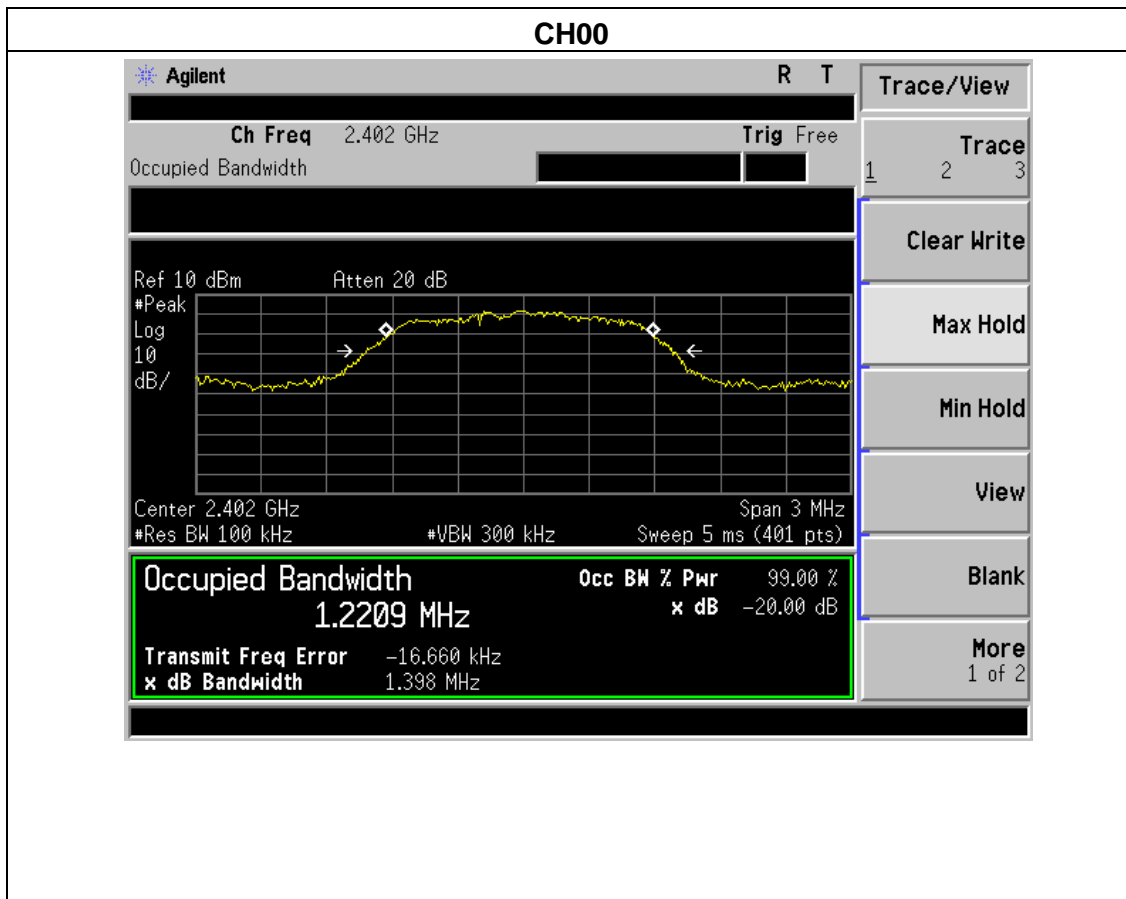 CH00
Agilent R T
Trace/View
Ch Freq 2.402 GHz Trig Free
Occupied Bandwidth
Trace
1 2 3
Clear Write
Ref 10 dBm Atten 20 dB
#Peak
Log
10
dB/
Max Hold
Min Hold
View
Center 2.402 GHz Span 3 MHz
#Res BW 100 kHz #VBW 300 kHz Sweep 5 ms (401 pts)
Occupied Bandwidth Occ BW % Pwr 99.00 %
1.2209 MHz x dB -20.00 dB
Blank
Transmit Freq Error -16.660 kHz
x dB Bandwidth 1.398 MHz
More
1 of 2